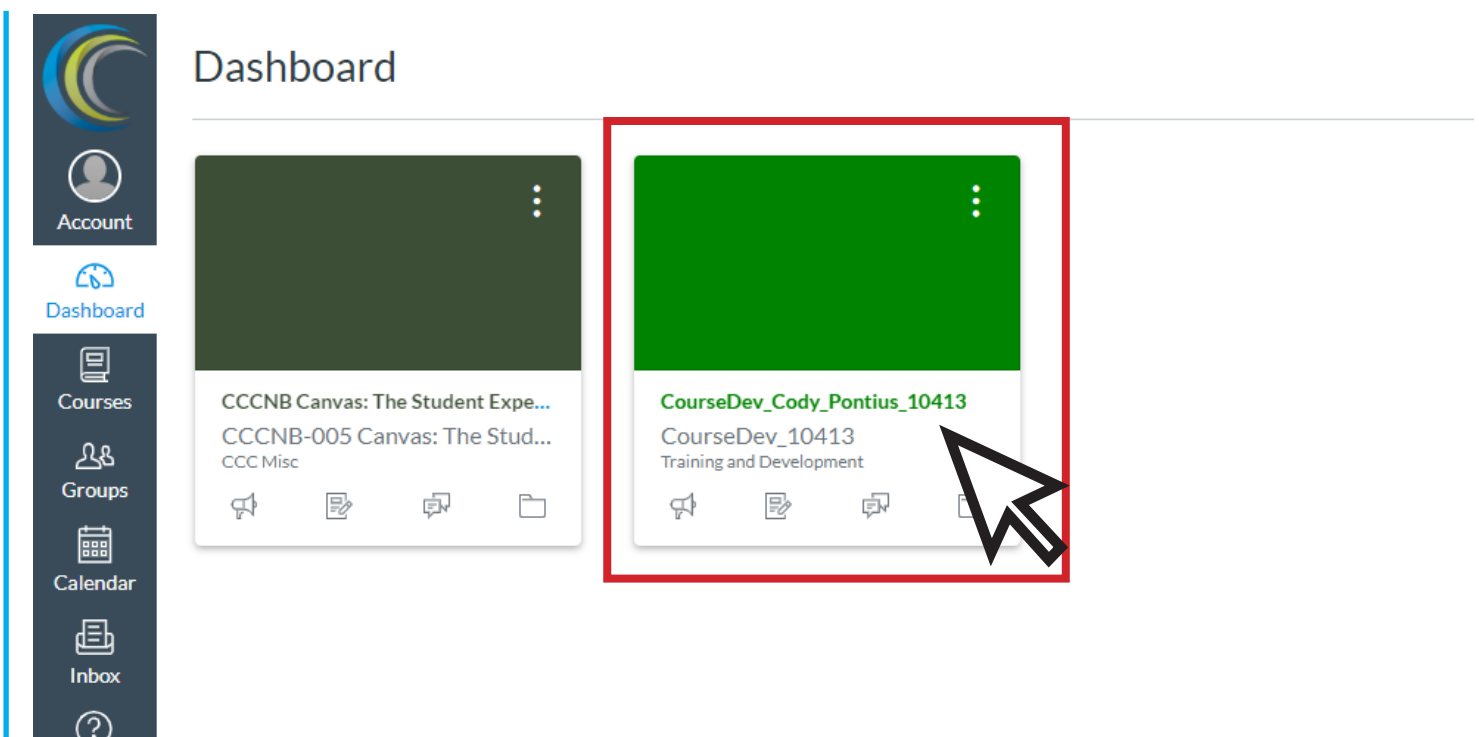 Dashboard
Account
Dashboard
Courses
Groups
Calendar
Inbox
CCCNB Canvas: The Student Expe...
CCCNB-005 Canvas: The Stud...
CCC Misc
CourseDev_Cody_Pontius_10413
CourseDev_10413
Training and Development